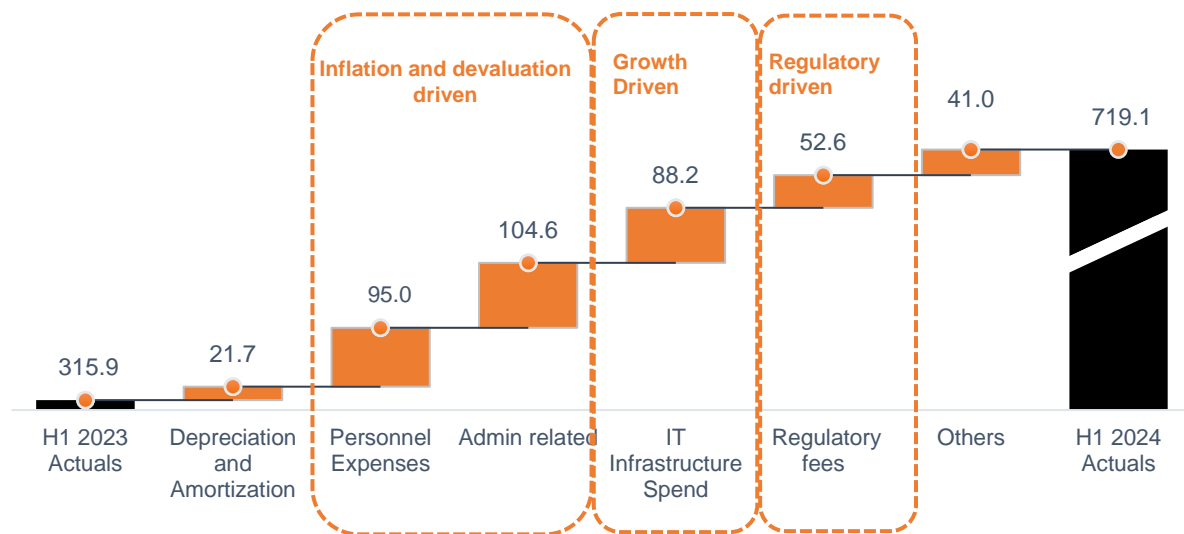 Inflation and devaluation
driven
Growth
Driven
Regulatory
driven
315.9
21.7
95.0
104.6
88.2
52.6
41.0
719.1
H1 2023
Actuals
Depreciation
and
Amortization
Personnel
Expenses
Admin related
IT
Infrastructure
Spend
Regulatory
fees
Others
H1 2024
Actuals